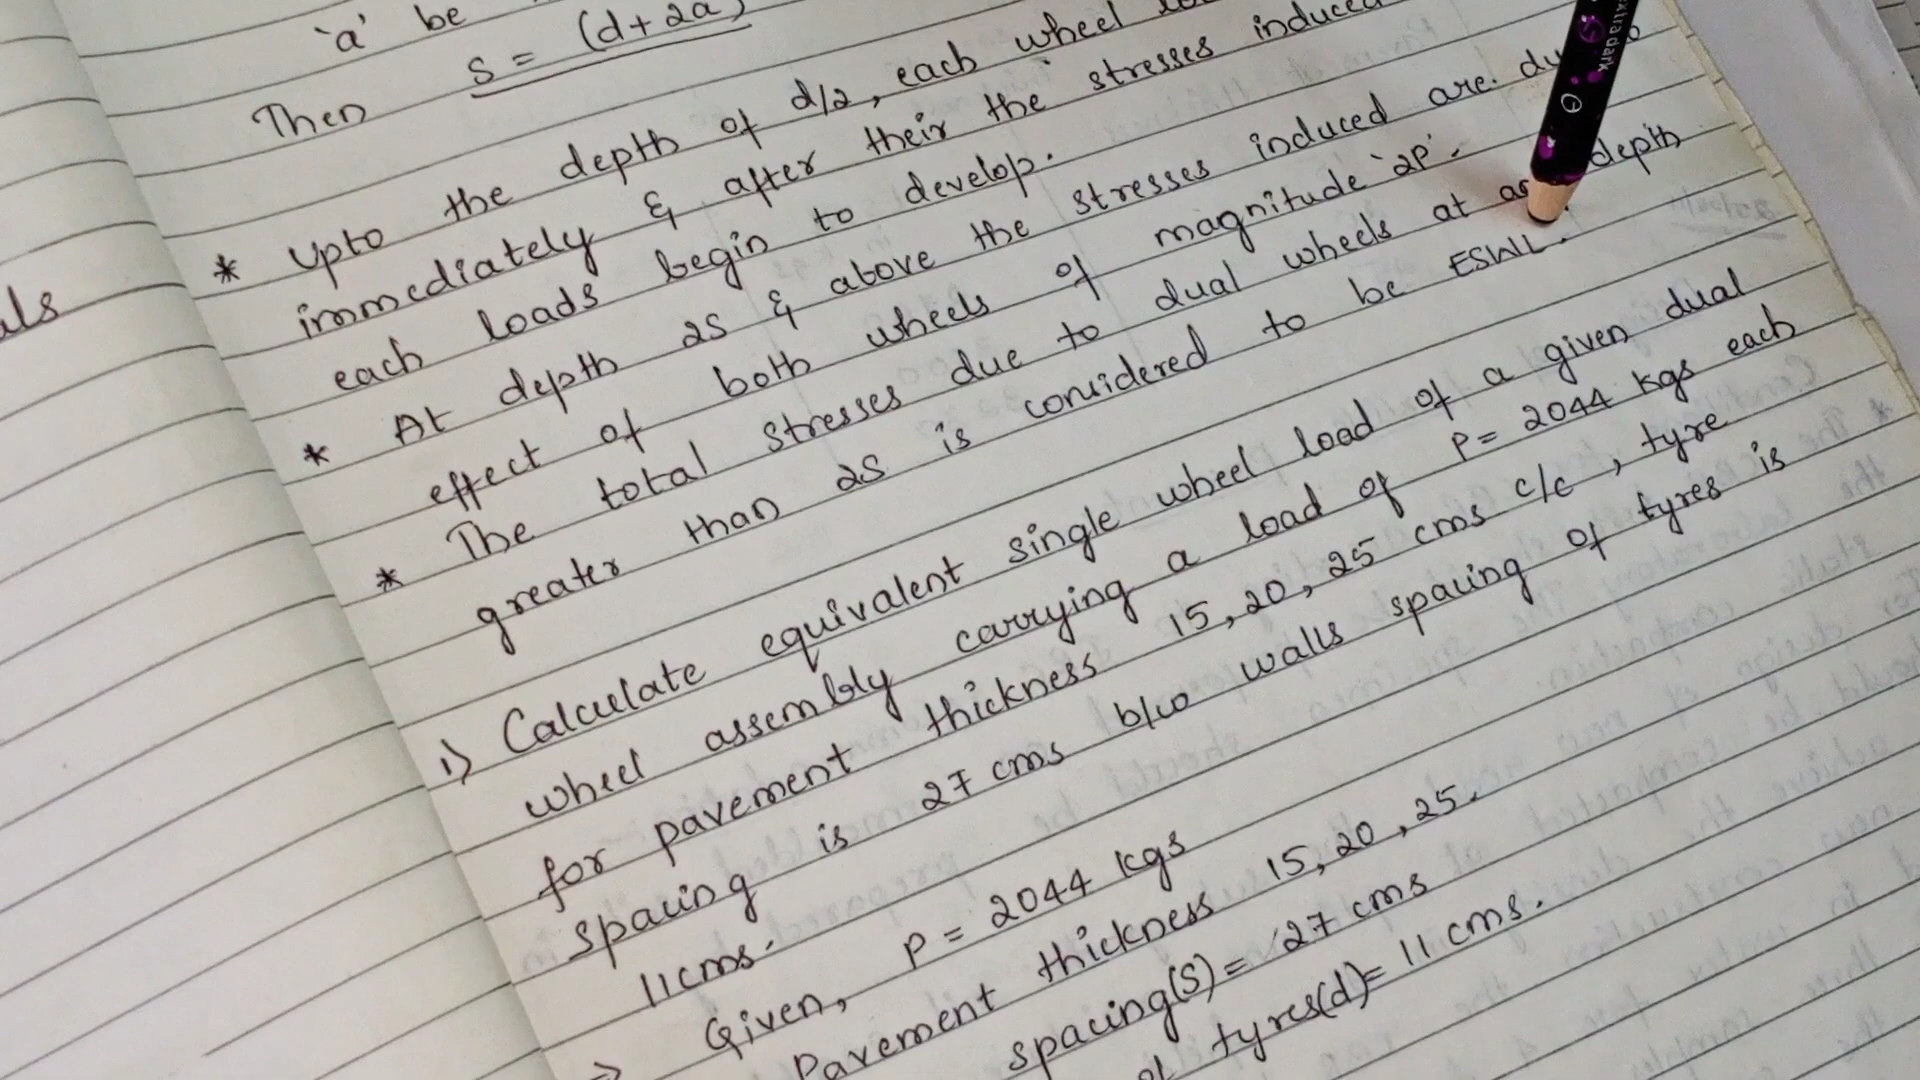 'a' be
Then S = (d+2a)
* Upto the depth of d/2, each wheel
immediately & after their the stresses induced
each loads begin to develop.
* At depth 2S & above the stresses induced are. due
effect of both wheels of magnitude '2P'.
* The total stresses due to dual wheels at depth
greater than 2S is considered to be ESWL.
1) Calculate equivalent single wheel load of a given dual
wheel assembly carrying a load of P = 2044 kgs each
for pavement thickness 15, 20, 25 cms c/c, tyre
spacing is 27 cms b/w walls spacing of tyres is
11cms.
Given, P = 2044 kgs
Pavement thickness 15, 20, 25.
spacing(S) = 27 cms
of tyres(d) = 11 cms.
als
extradark